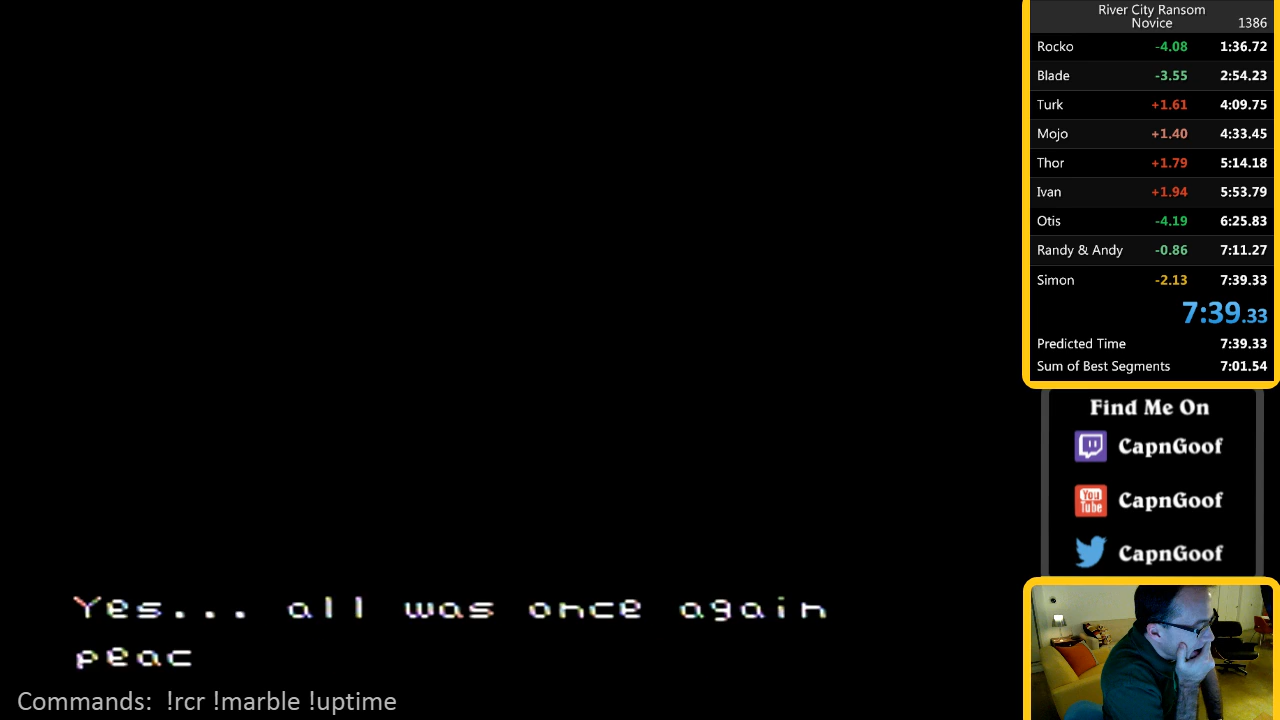 River City Ransom
Novice 1386
Rocko -4.08 1:36.72
Blade -3.55 2:54.23
Turk +1.61 4:09.75
Mojo +1.40 4:33.45
Thor +1.79 5:14.18
Ivan +1.94 5:53.79
Otis -4.19 6:25.83
Randy & Andy -0.86 7:11.27
Simon -2.13 7:39.33
7:39.33
Predicted Time 7:39.33
Sum of Best Segments 7:01.54
Find Me On
CapnGoof
You Tube CapnGoof
CapnGoof
Yes... all was once again
peac
Commands: !rcr !marble !uptime